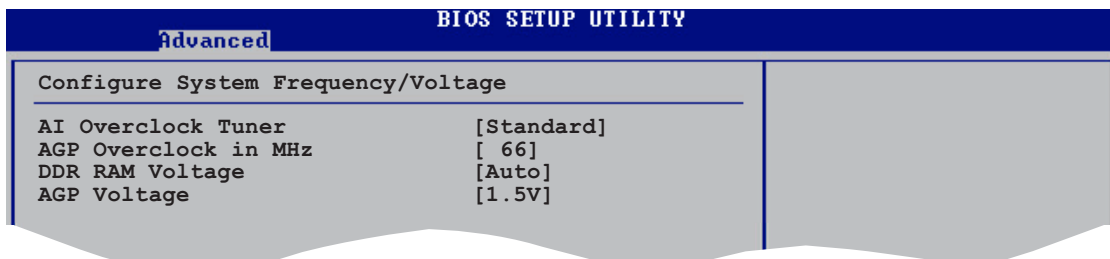 BIOS SETUP UTILITY
Advanced
Configure System Frequency/Voltage
AI Overclock Tuner [Standard]
AGP Overclock in MHz [ 66]
DDR RAM Voltage [Auto]
AGP Voltage [1.5V]